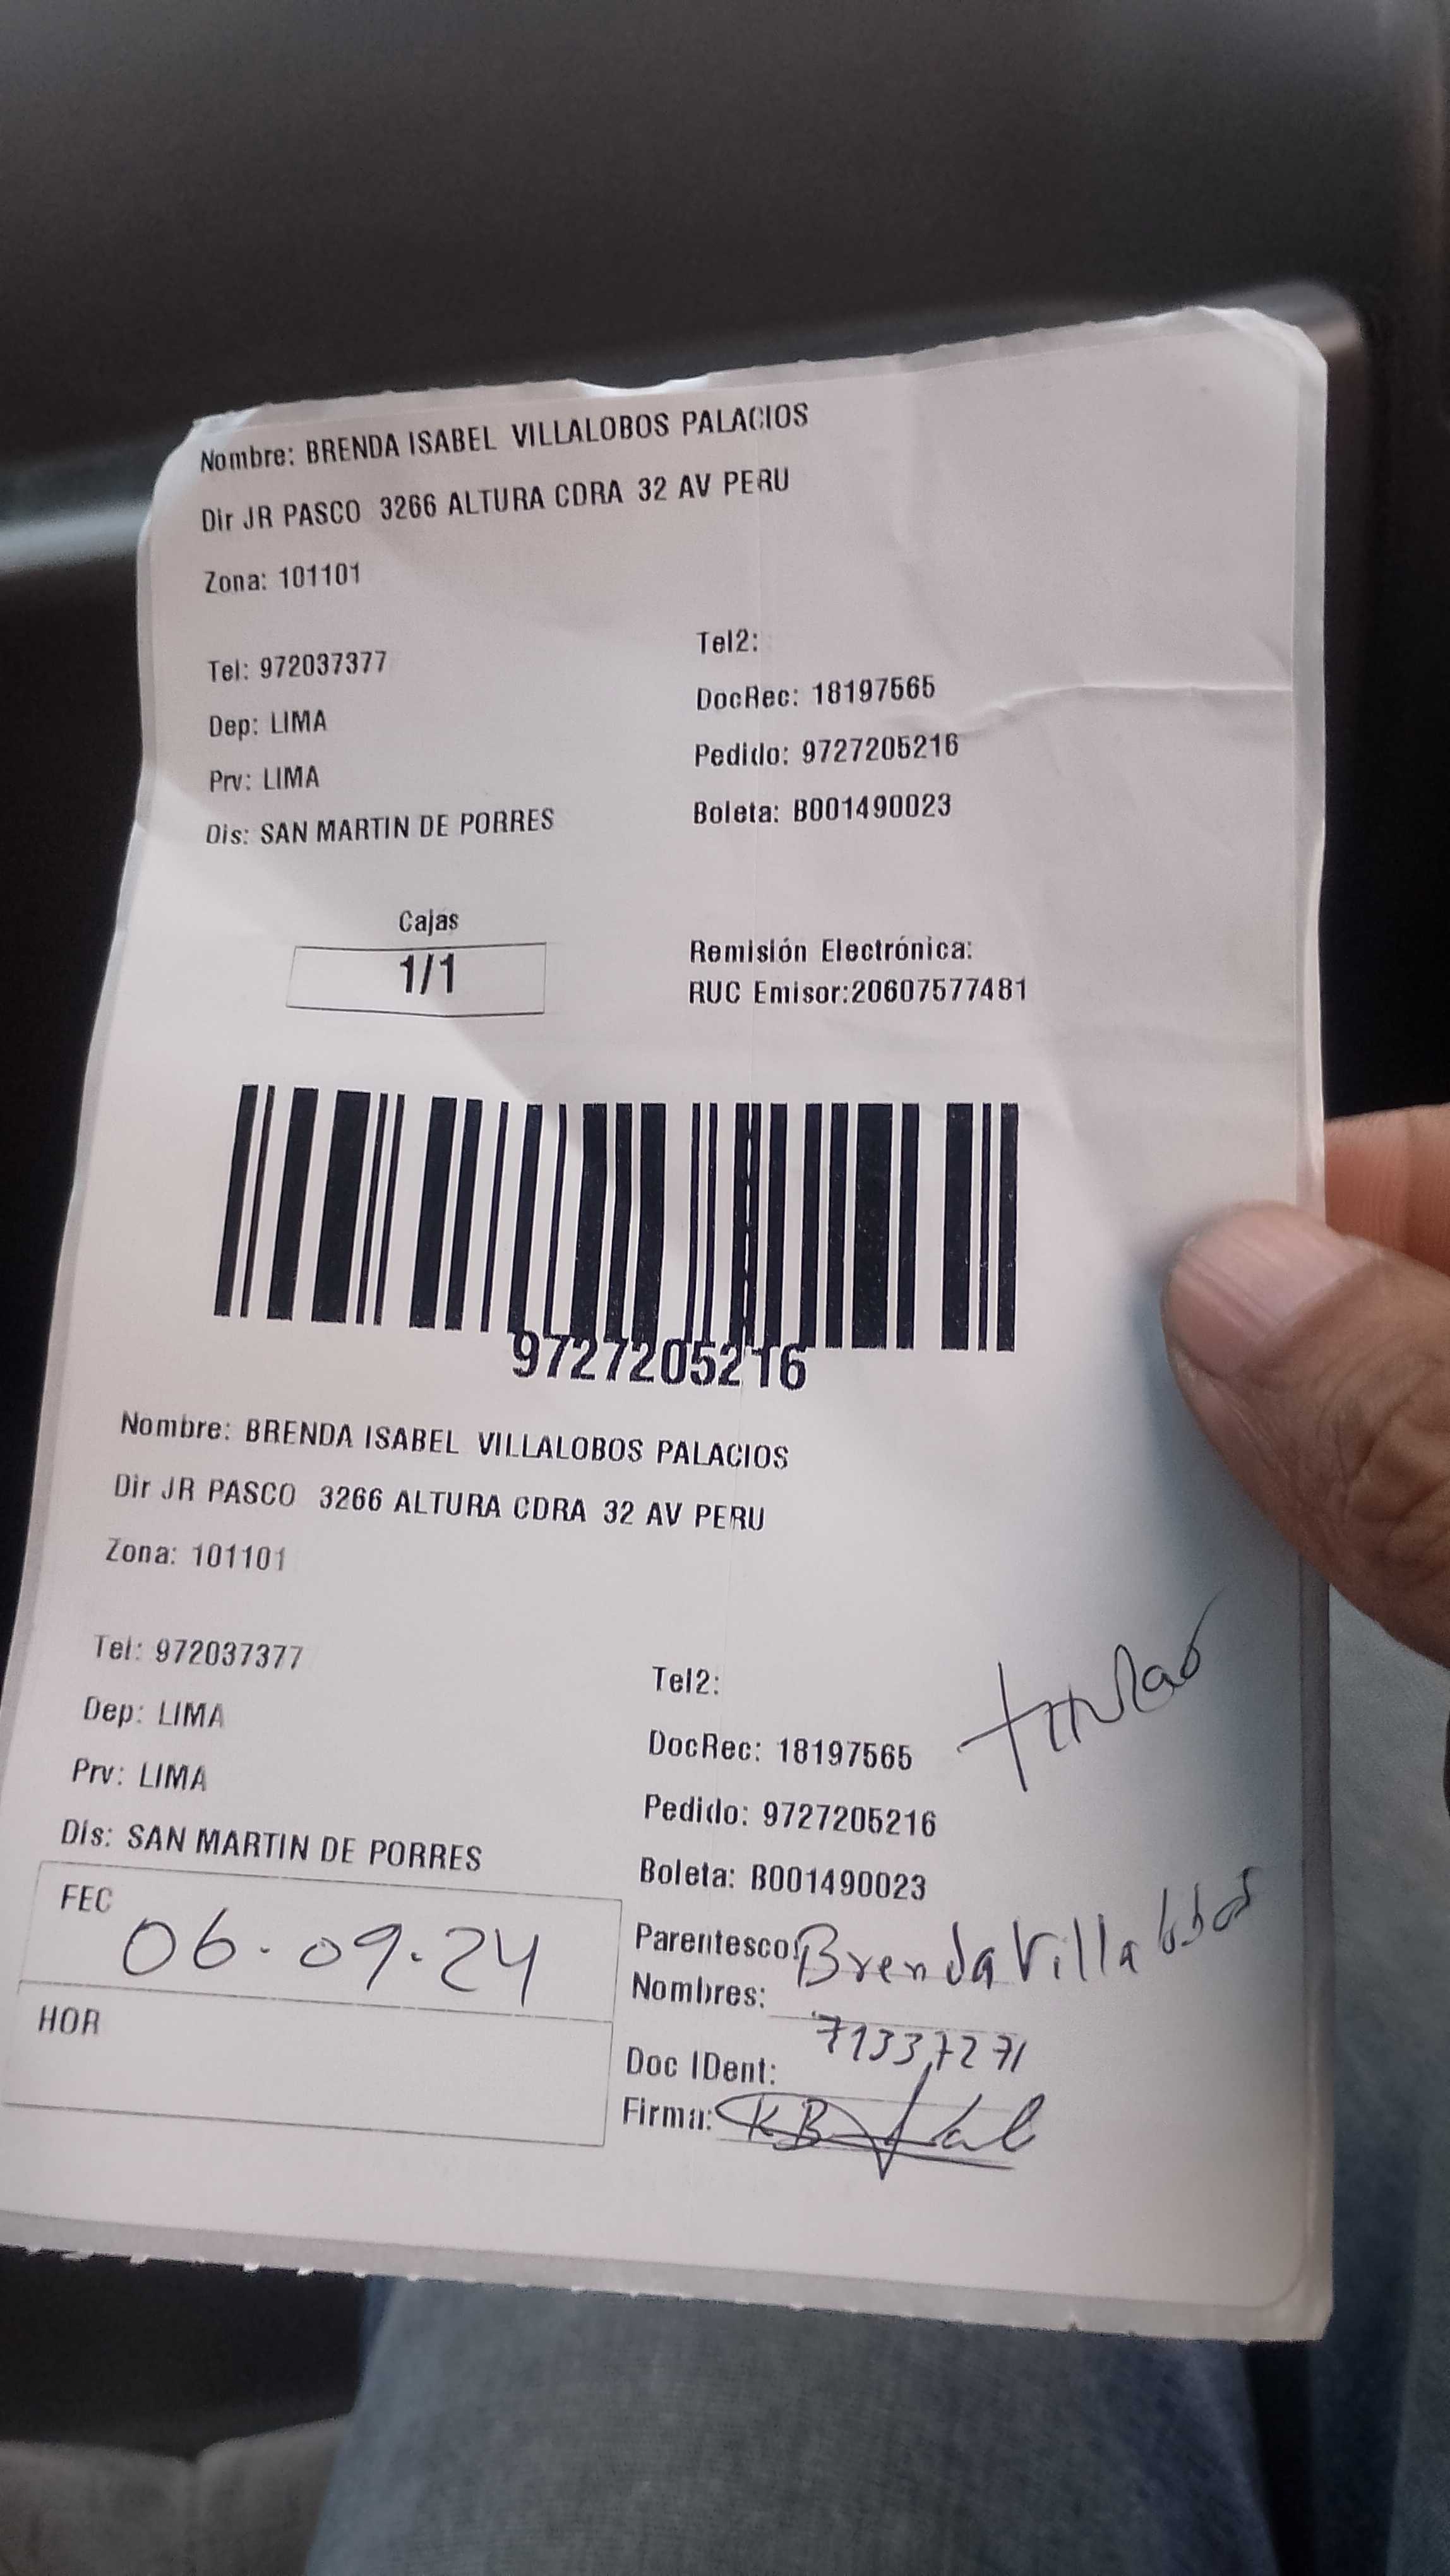 Nombre: BRENDA ISABEL VILLALOBOS PALACIOS
Dir JR PASCO 3266 ALTURA CDRA 32 AV PERU
Zona: 101101
Tel: 972037377
Tel2:
Dep: LIMA
DocRec: 18197565
Prv: LIMA
Pedido: 9727205216
Dis: SAN MARTIN DE PORRES
Boleta: B001490023
Cajas
1/1
Remisión Electrónica:
RUC Emisor:20607577481
9727205216
Nombre: BRENDA ISABEL VILLALOBOS PALACIOS
Dir JR PASCO 3266 ALTURA CDRA 32 AV PERU
Zona: 101101
Tel: 972037377
Tel2:
titular
Dep: LIMA
DocRec: 18197565
Prv: LIMA
Pedido: 9727205216
Dis: SAN MARTIN DE PORRES
Boleta: B001490023
FEC 06.09.24
HOR
Parentesco: Brenda Villalobos
Nombres:
71337271
Doc IDent:
Firma: